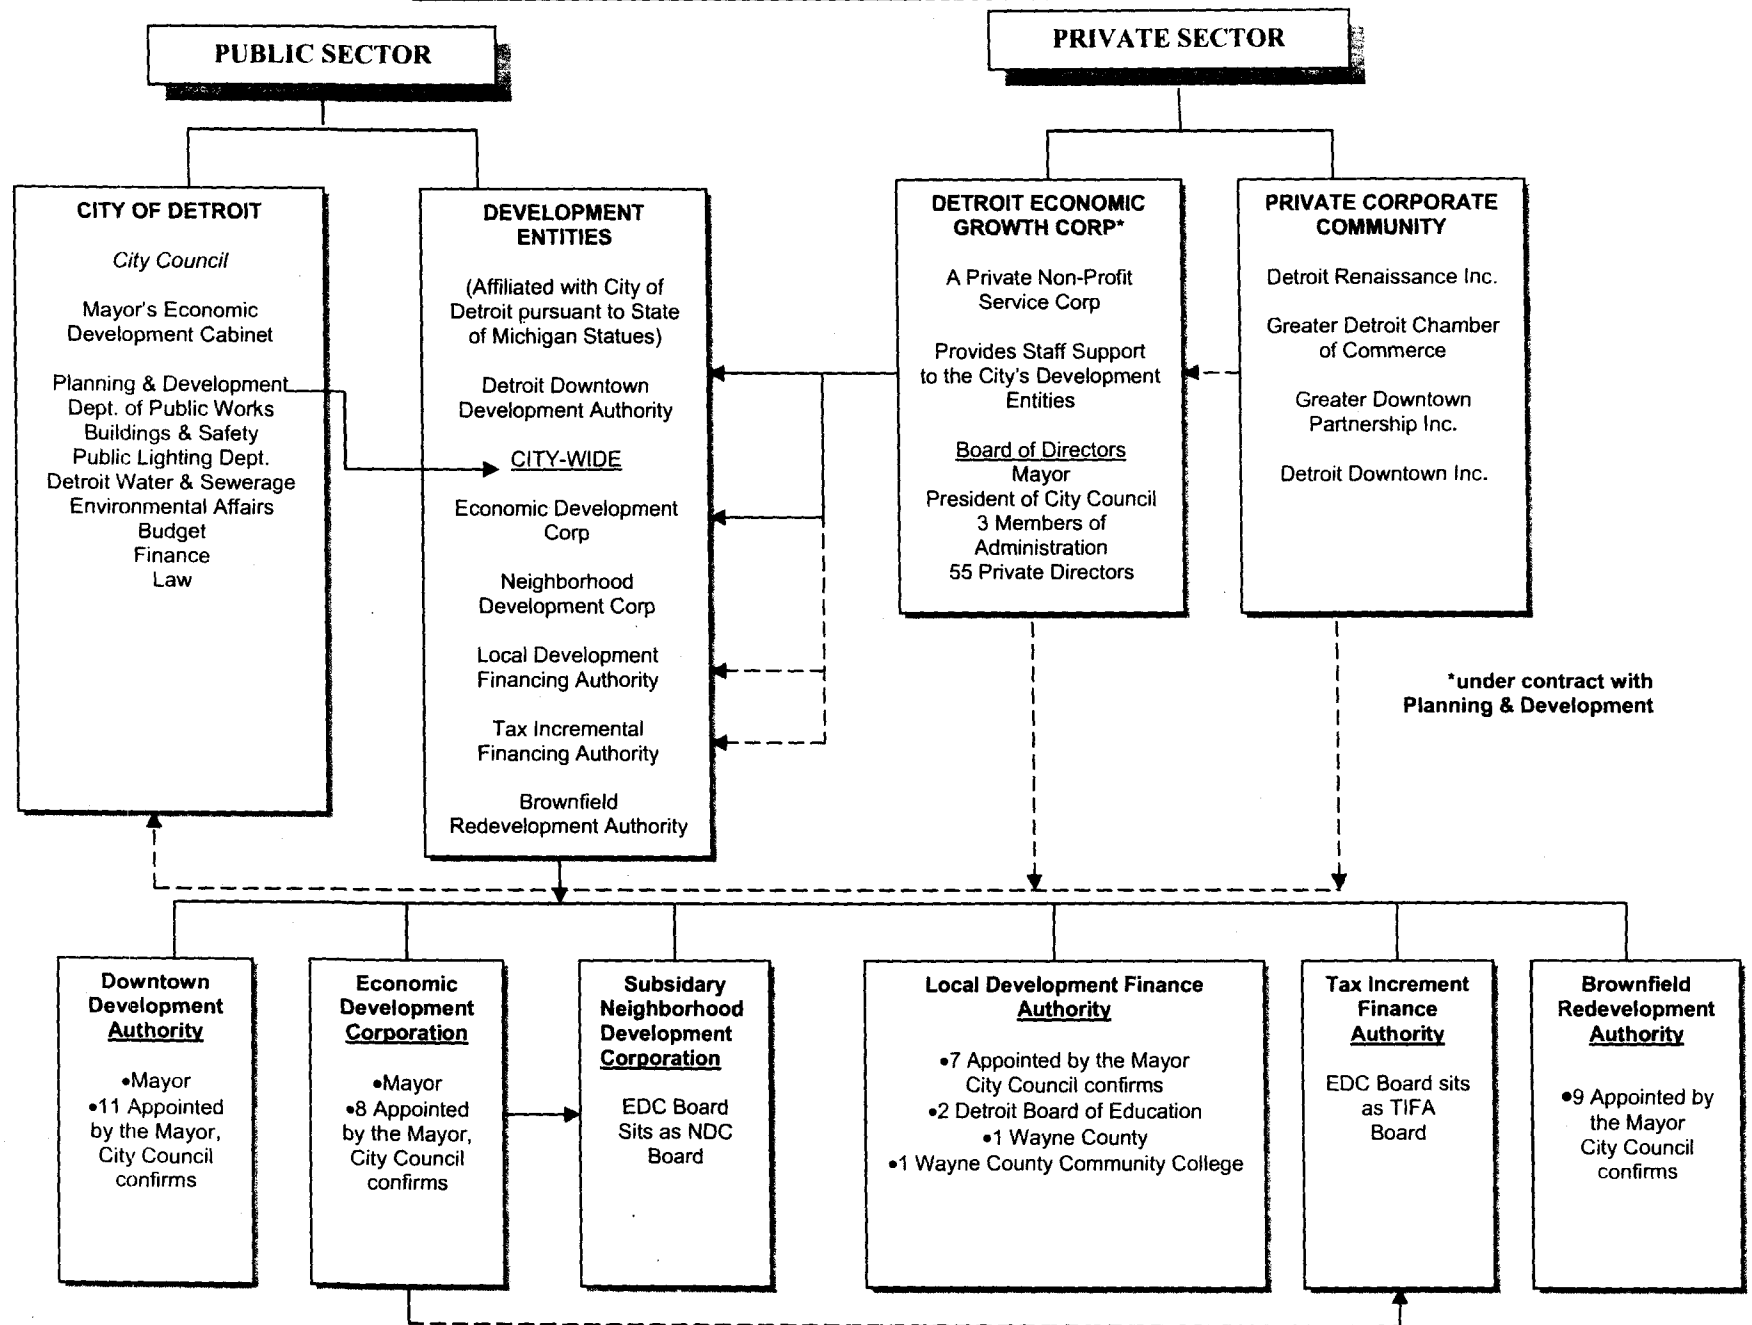 PUBLIC SECTOR
PRIVATE SECTOR
CITY OF DETROIT
City Council
Mayor's Economic
Development Cabinet
Planning & Development
Dept. of Public Works
Buildings & Safety
Public Lighting Dept.
Detroit Water & Sewerage
Environmental Affairs
Budget
Finance
Law
DEVELOPMENT
ENTITIES
(Affiliated with City of
Detroit pursuant to State
of Michigan Statues)
Detroit Downtown
Development Authority
CITY-WIDE
Economic Development
Corp
Neighborhood
Development Corp
Local Development
Financing Authority
Tax Incremental
Financing Authority
Brownfield
Redevelopment Authority
DETROIT ECONOMIC
GROWTH CORP*
A Private Non-Profit
Service Corp
Provides Staff Support
to the City's Development
Entities
Board of Directors
Mayor
President of City Council
3 Members of
Administration
55 Private Directors
PRIVATE CORPORATE
COMMUNITY
Detroit Renaissance Inc.
Greater Detroit Chamber
of Commerce
Greater Downtown
Partnership Inc.
Detroit Downtown Inc.
*under contract with
Planning & Development
Downtown
Development
Authority
•Mayor
•11 Appointed
by the Mayor,
City Council
confirms
Economic
Development
Corporation
•Mayor
•8 Appointed
by the Mayor,
City Council
confirms
Subsidary
Neighborhood
Development
Corporation
EDC Board
Sits as NDC
Board
Local Development Finance
Authority
•7 Appointed by the Mayor
City Council confirms
•2 Detroit Board of Education
•1 Wayne County
•1 Wayne County Community College
Tax Increment
Finance
Authority
EDC Board sits
as TIFA
Board
Brownfield
Redevelopment
Authority
•9 Appointed by
the Mayor
City Council
confirms